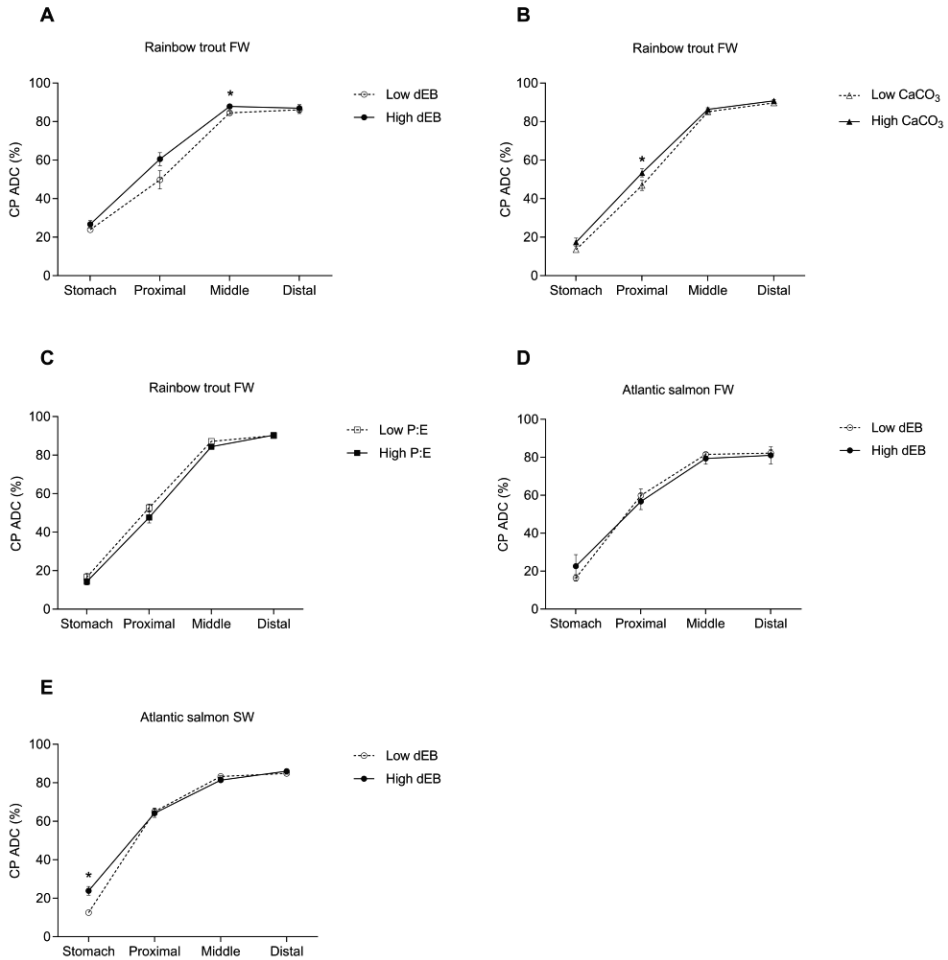 A
Rainbow trout FW
CP ADC (%)
100
80
60
40
20
0
Stomach Proximal Middle Distal
*
Low dEB
High dEB
B
Rainbow trout FW
CP ADC (%)
100
80
60
40
20
0
Stomach Proximal Middle Distal
*
Low CaCO₃
High CaCO₃
C
Rainbow trout FW
CP ADC (%)
100
80
60
40
20
0
Stomach Proximal Middle Distal
Low P:E
High P:E
D
Atlantic salmon FW
CP ADC (%)
100
80
60
40
20
0
Stomach Proximal Middle Distal
Low dEB
High dEB
E
Atlantic salmon SW
CP ADC (%)
100
80
60
40
20
0
Stomach Proximal Middle Distal
*
Low dEB
High dEB